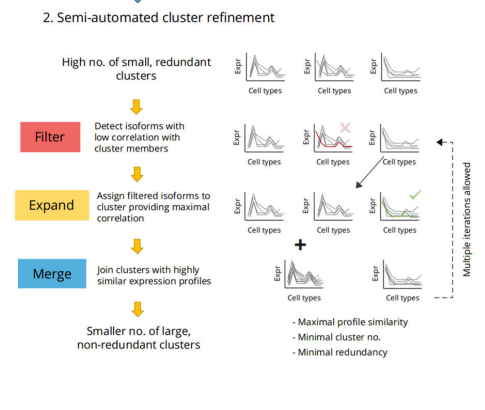 2. Semi-automated cluster refinement
High no. of small, redundant
clusters
Expr
Cell types
Expr
Cell types
Expr
Cell types
Filter
Detect isoforms with
low correlation with
cluster members
Expr
Cell types
Expr
Cell types
Expr
Cell types
Expand
Assign filtered isoforms to
cluster providing maximal
correlation
Expr
Cell types
Expr
Cell types
Expr
Cell types
+
Merge
Join clusters with highly
similar expression profiles
Expr
Cell types
Expr
Cell types
Multiple iterations allowed
Smaller no. of large,
non-redundant clusters
- Maximal profile similarity
- Minimal cluster no.
- Minimal redundancy